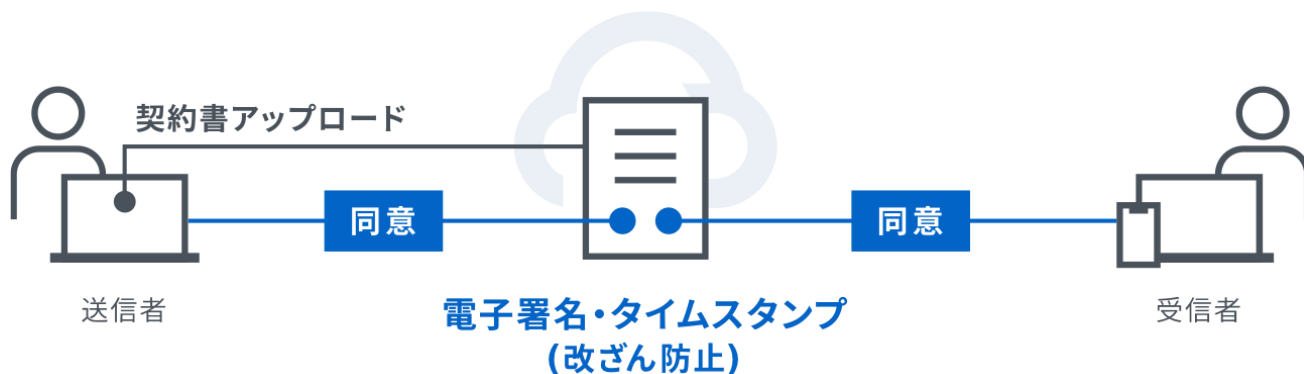 契約書アップロード
同意
同意
送信者
電子署名・タイムスタンプ
(改ざん防止)
受信者